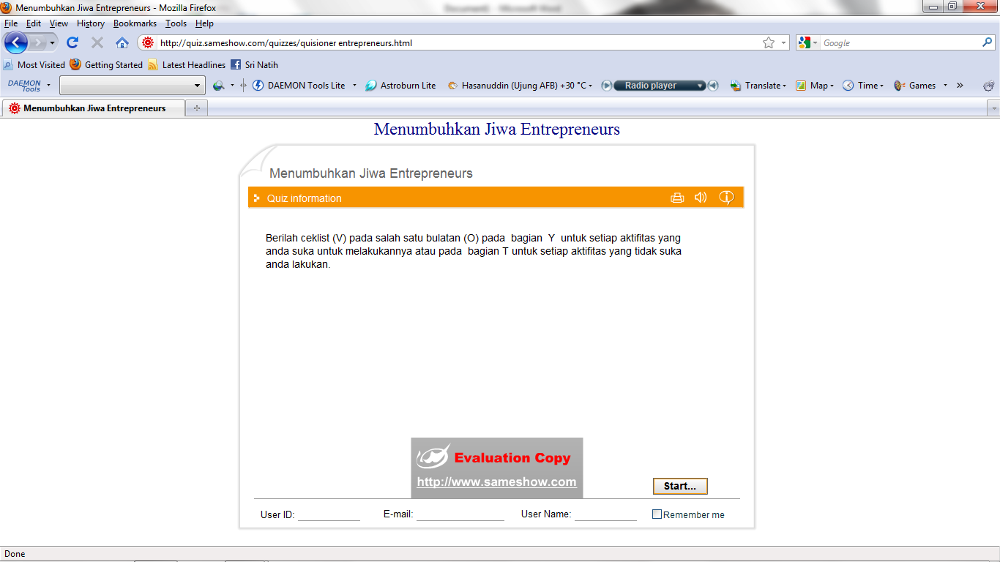 Menumbuhkan Jiwa Entrepreneurs - Mozilla Firefox
File Edit View History Bookmarks Tools Help
http://quiz.sameshow.com/quizzes/quisioner entrepreneurs.html
Google
Most Visited Getting Started Latest Headlines Sri Natih
DAEMON Tools DAEMON Tools Lite Astroburn Lite Hasanuddin (Ujung AFB) +30 °C Radio player Translate Map Time Games
Menumbuhkan Jiwa Entrepreneurs
Menumbuhkan Jiwa Entrepreneurs
Menumbuhkan Jiwa Entrepreneurs
Quiz information
Berilah ceklist (V) pada salah satu bulatan (O) pada bagian Y untuk setiap aktifitas yang
anda suka untuk melakukannya atau pada bagian T untuk setiap aktifitas yang tidak suka
anda lakukan.
Evaluation Copy
http://www.sameshow.com
Start...
User ID: E-mail: User Name: Remember me
Done